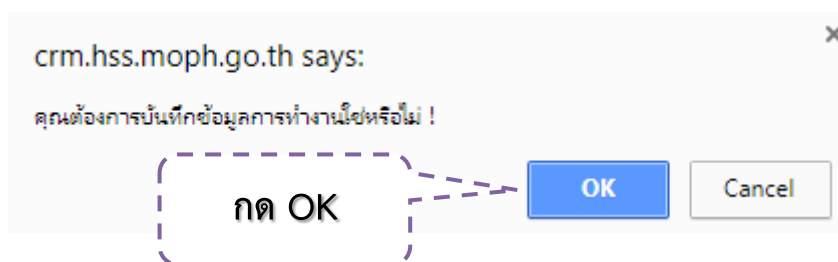 crm.hss.moph.go.th says:
คุณต้องการบันทึกข้อมูลการทำงานใช่หรือไม่ !
กด OK
OK
Cancel